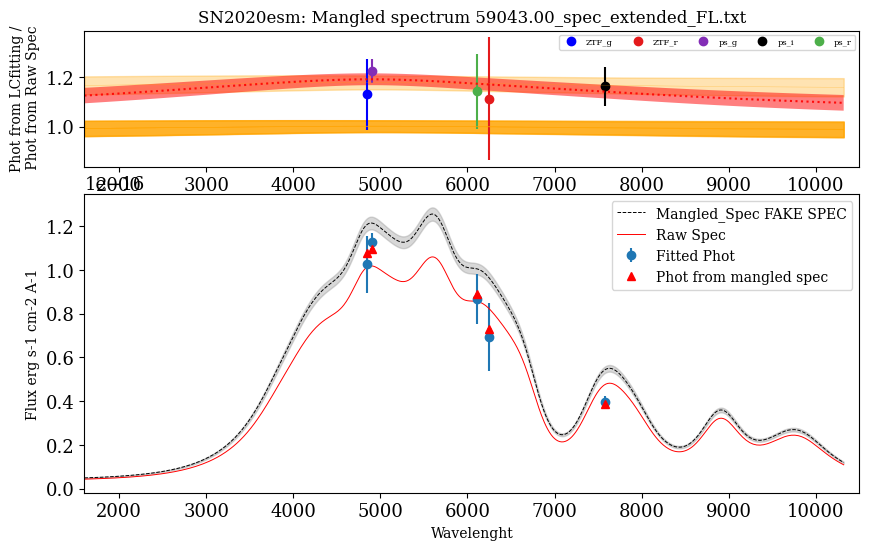 SN2020esm: Mangled spectrum 59043.00_spec_extended_FL.txt
Phot from LCfitting /
Phot from Raw Spec
1.2
1.0
ZTF_g
ZTF_r
ps_g
ps_i
ps_r
2000 3000 4000 5000 6000 7000 8000 9000 10000
1e−16
Flux erg s-1 cm-2 A-1
1.2
1.0
0.8
0.6
0.4
0.2
0.0
Mangled_Spec FAKE SPEC
Raw Spec
Fitted Phot
Phot from mangled spec
2000 3000 4000 5000 6000 7000 8000 9000 10000
Wavelenght